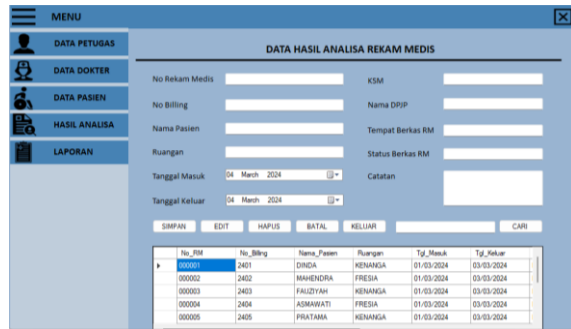 MENU
DATA PETUGAS
DATA DOKTER
DATA PASIEN
HASIL ANALISA
LAPORAN
DATA HASIL ANALISA REKAM MEDIS
No Rekam Medis
No Billing
Nama Pasien
Ruangan
Tanggal Masuk 04 March 2024
Tanggal Keluar 04 March 2024
KSM
Nama DPJP
Tempat Berkas RM
Status Berkas RM
Catatan
SIMPAN EDIT HAPUS BATAL KELUAR CARI
No_RM No_Billing Nama_Pasien Ruangan Tgl_Masuk Tgl_Keluar
000001 2401 DINDA KENANGA 01/03/2024 03/03/2024
000002 2402 MAHENDRA FRESIA 01/03/2024 03/03/2024
000003 2403 FAUZIYAH KENANGA 01/03/2024 03/03/2024
000004 2404 ASMAWATI FRESIA 01/03/2024 03/03/2024
000005 2405 PRATAMA KENANGA 01/03/2024 03/03/2024